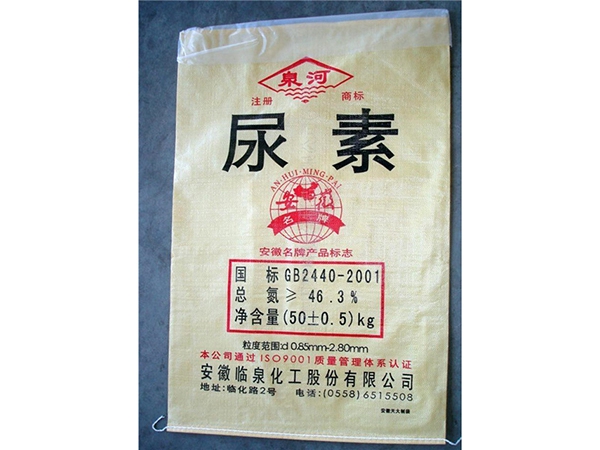 泉河
注册 商标
尿素
AN·HUI·MING·PAI
安徽
名牌
安徽名牌产品标志
国 标 GB2440-2001
总 氮 ≥ 46.3%
净含量(50±0.5)kg
粒度范围:d 0.85mm-2.80mm
本公司通过 ISO9001 质量管理体系认证
安徽临泉化工股份有限公司
地址:临化路2号 电话:(0558)6515508